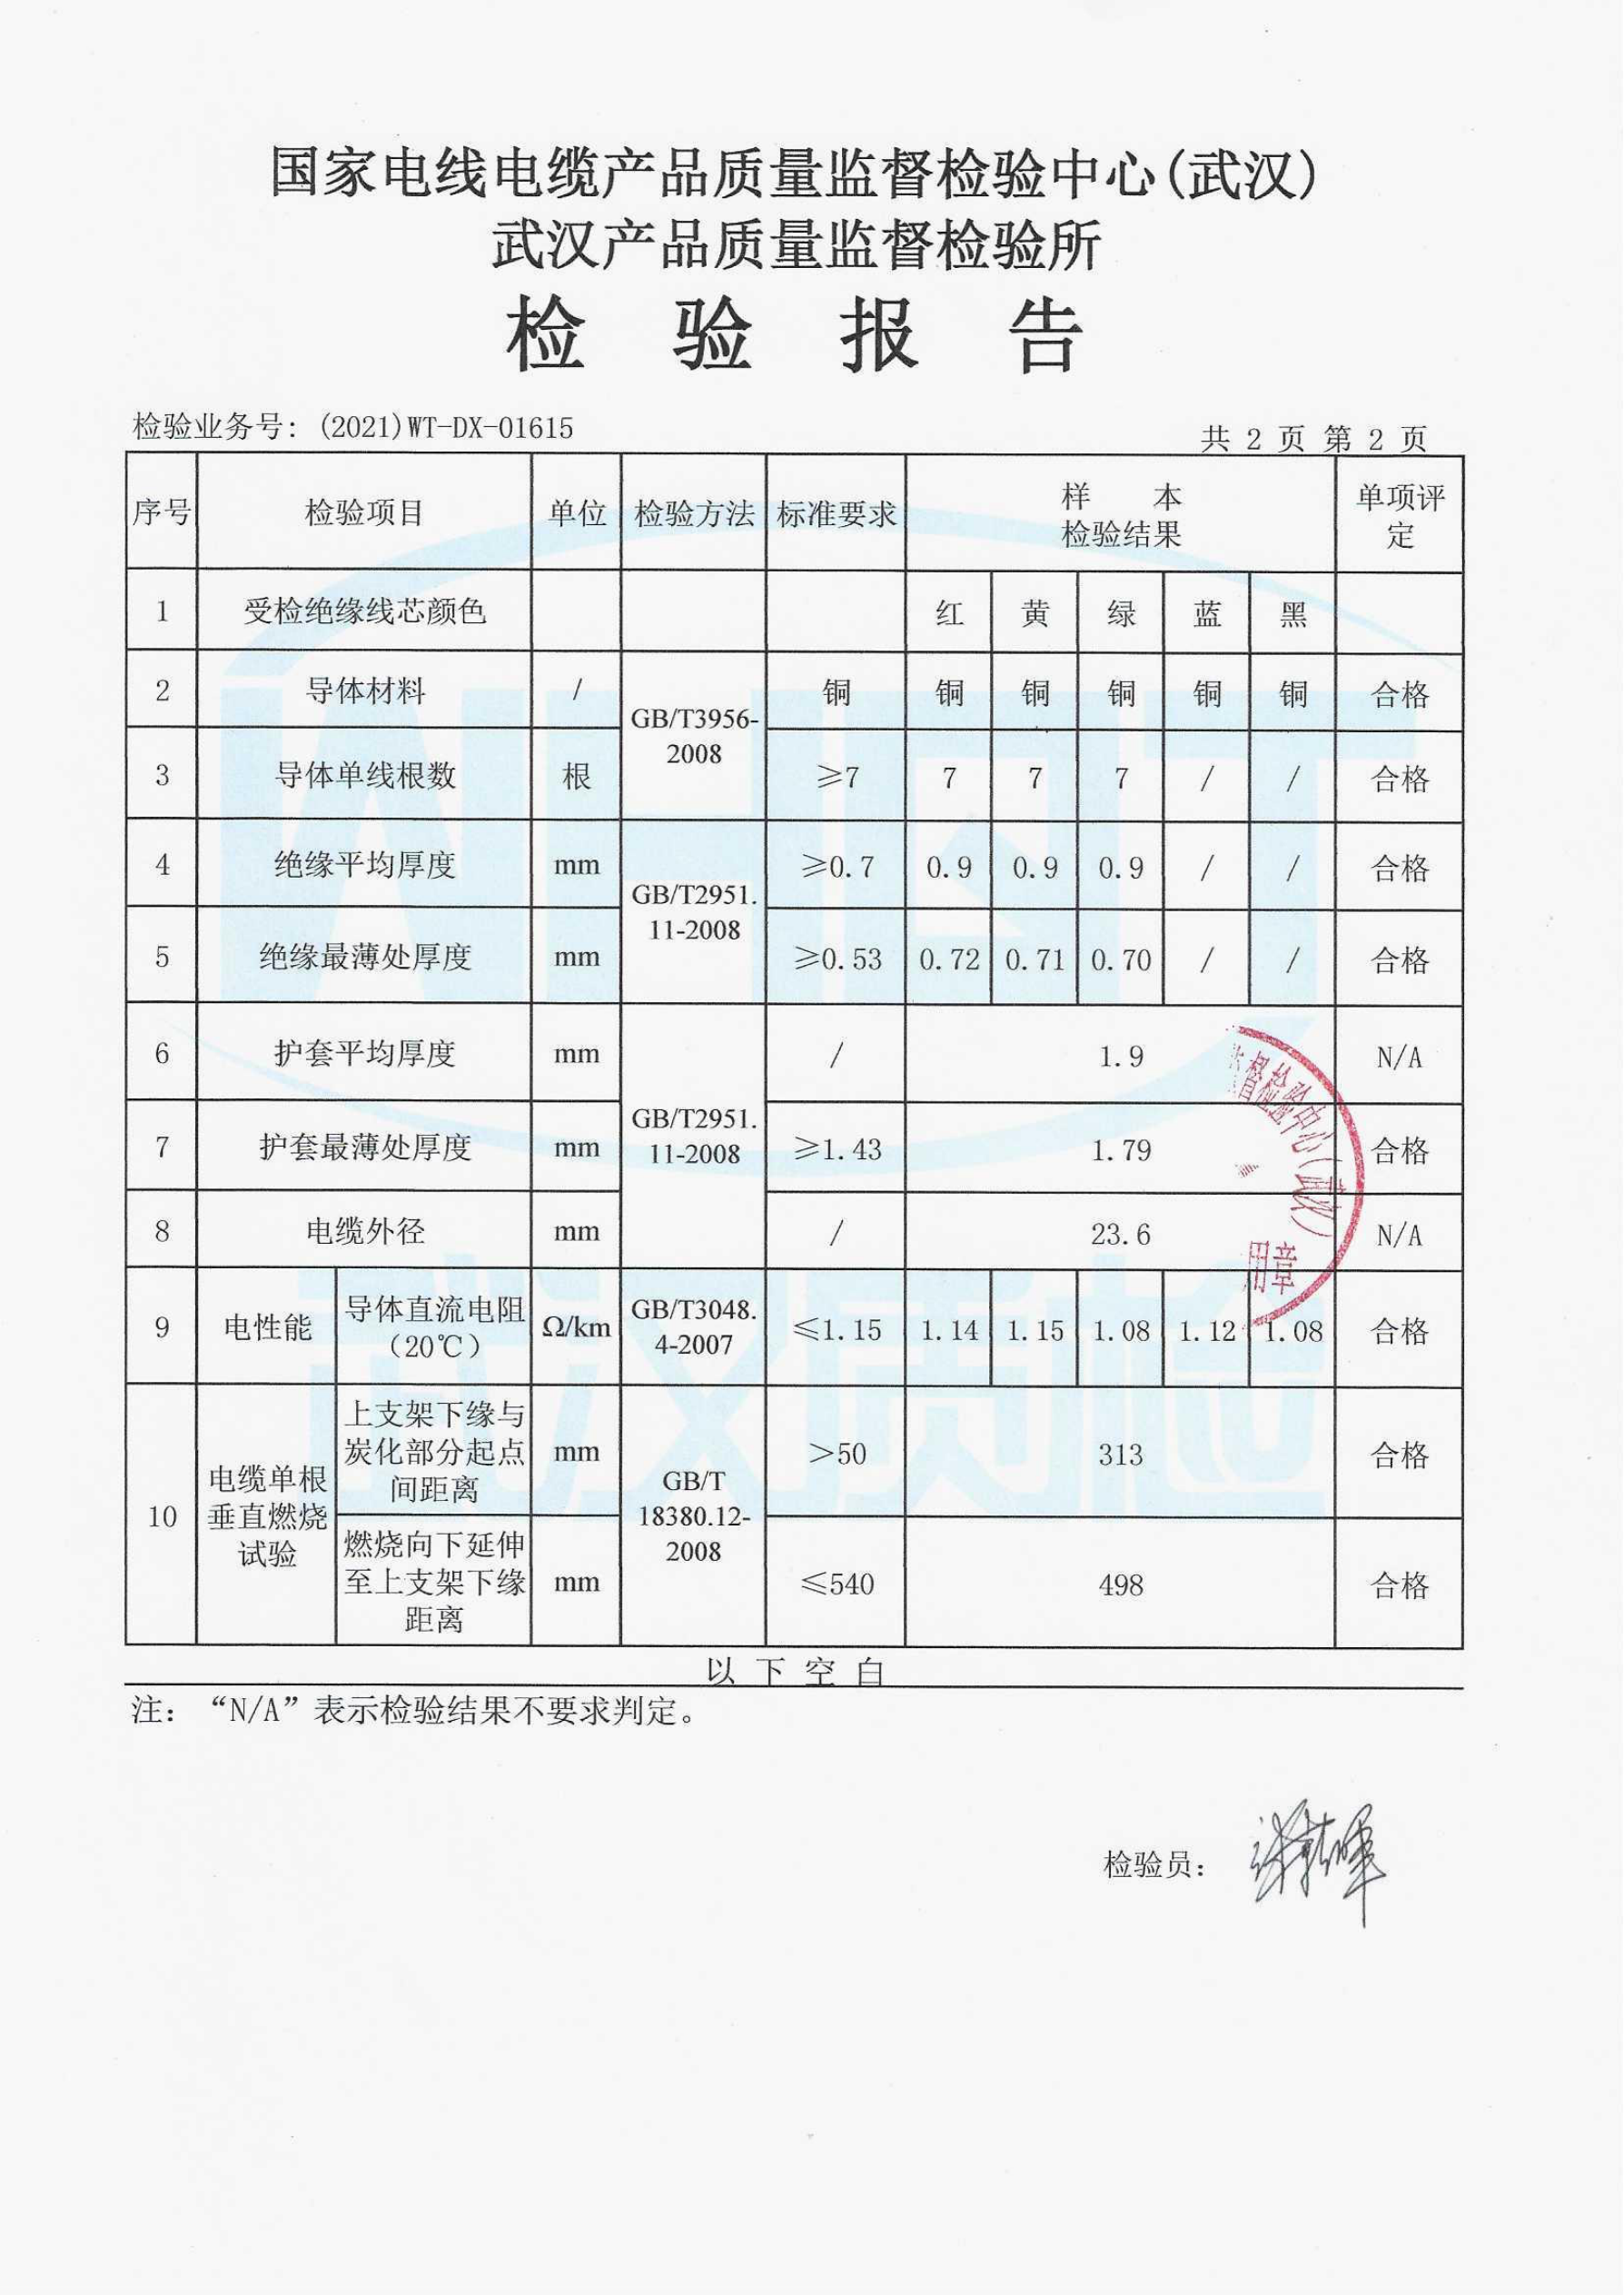 国家电线电缆产品质量监督检验中心(武汉)
武汉产品质量监督检验所
检 验 报 告
检验业务号: (2021)WT-DX-01615
共 2 页 第 2 页
序号 检验项目 单位 检验方法 标准要求 样 本 检验结果 单项评定
1 受检绝缘线芯颜色 红 黄 绿 蓝 黑
2 导体材料 / GB/T3956-2008 铜 铜 铜 铜 铜 铜 合格
3 导体单线根数 根 ≥7 7 7 7 / / 合格
4 绝缘平均厚度 mm GB/T2951.11-2008 ≥0.7 0.9 0.9 0.9 / / 合格
5 绝缘最薄处厚度 mm ≥0.53 0.72 0.71 0.70 / / 合格
6 护套平均厚度 mm GB/T2951.11-2008 / 1.9 N/A
7 护套最薄处厚度 mm ≥1.43 1.79 合格
8 电缆外径 mm / 23.6 N/A
9 电性能 导体直流电阻（20℃） Ω/km GB/T3048.4-2007 ≤1.15 1.14 1.15 1.08 1.12 1.08 合格
10 电缆单根垂直燃烧试验 上支架下缘与炭化部分起点间距离 mm GB/T 18380.12-2008 >50 313 合格
燃烧向下延伸至上支架下缘距离 mm ≤540 498 合格
以 下 空 白
注: “N/A”表示检验结果不要求判定。
检验员:
督检验中心(武汉)
用章
WHQT
武汉质检